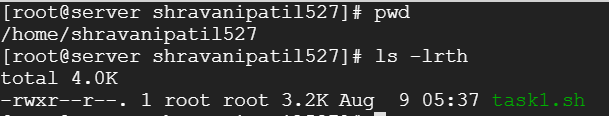 [root@server shravanipatil527]# pwd
/home/shravanipatil527
[root@server shravanipatil527]# ls -lrth
total 4.0K
-rwxr--r--. 1 root root 3.2K Aug  9 05:37 task1.sh